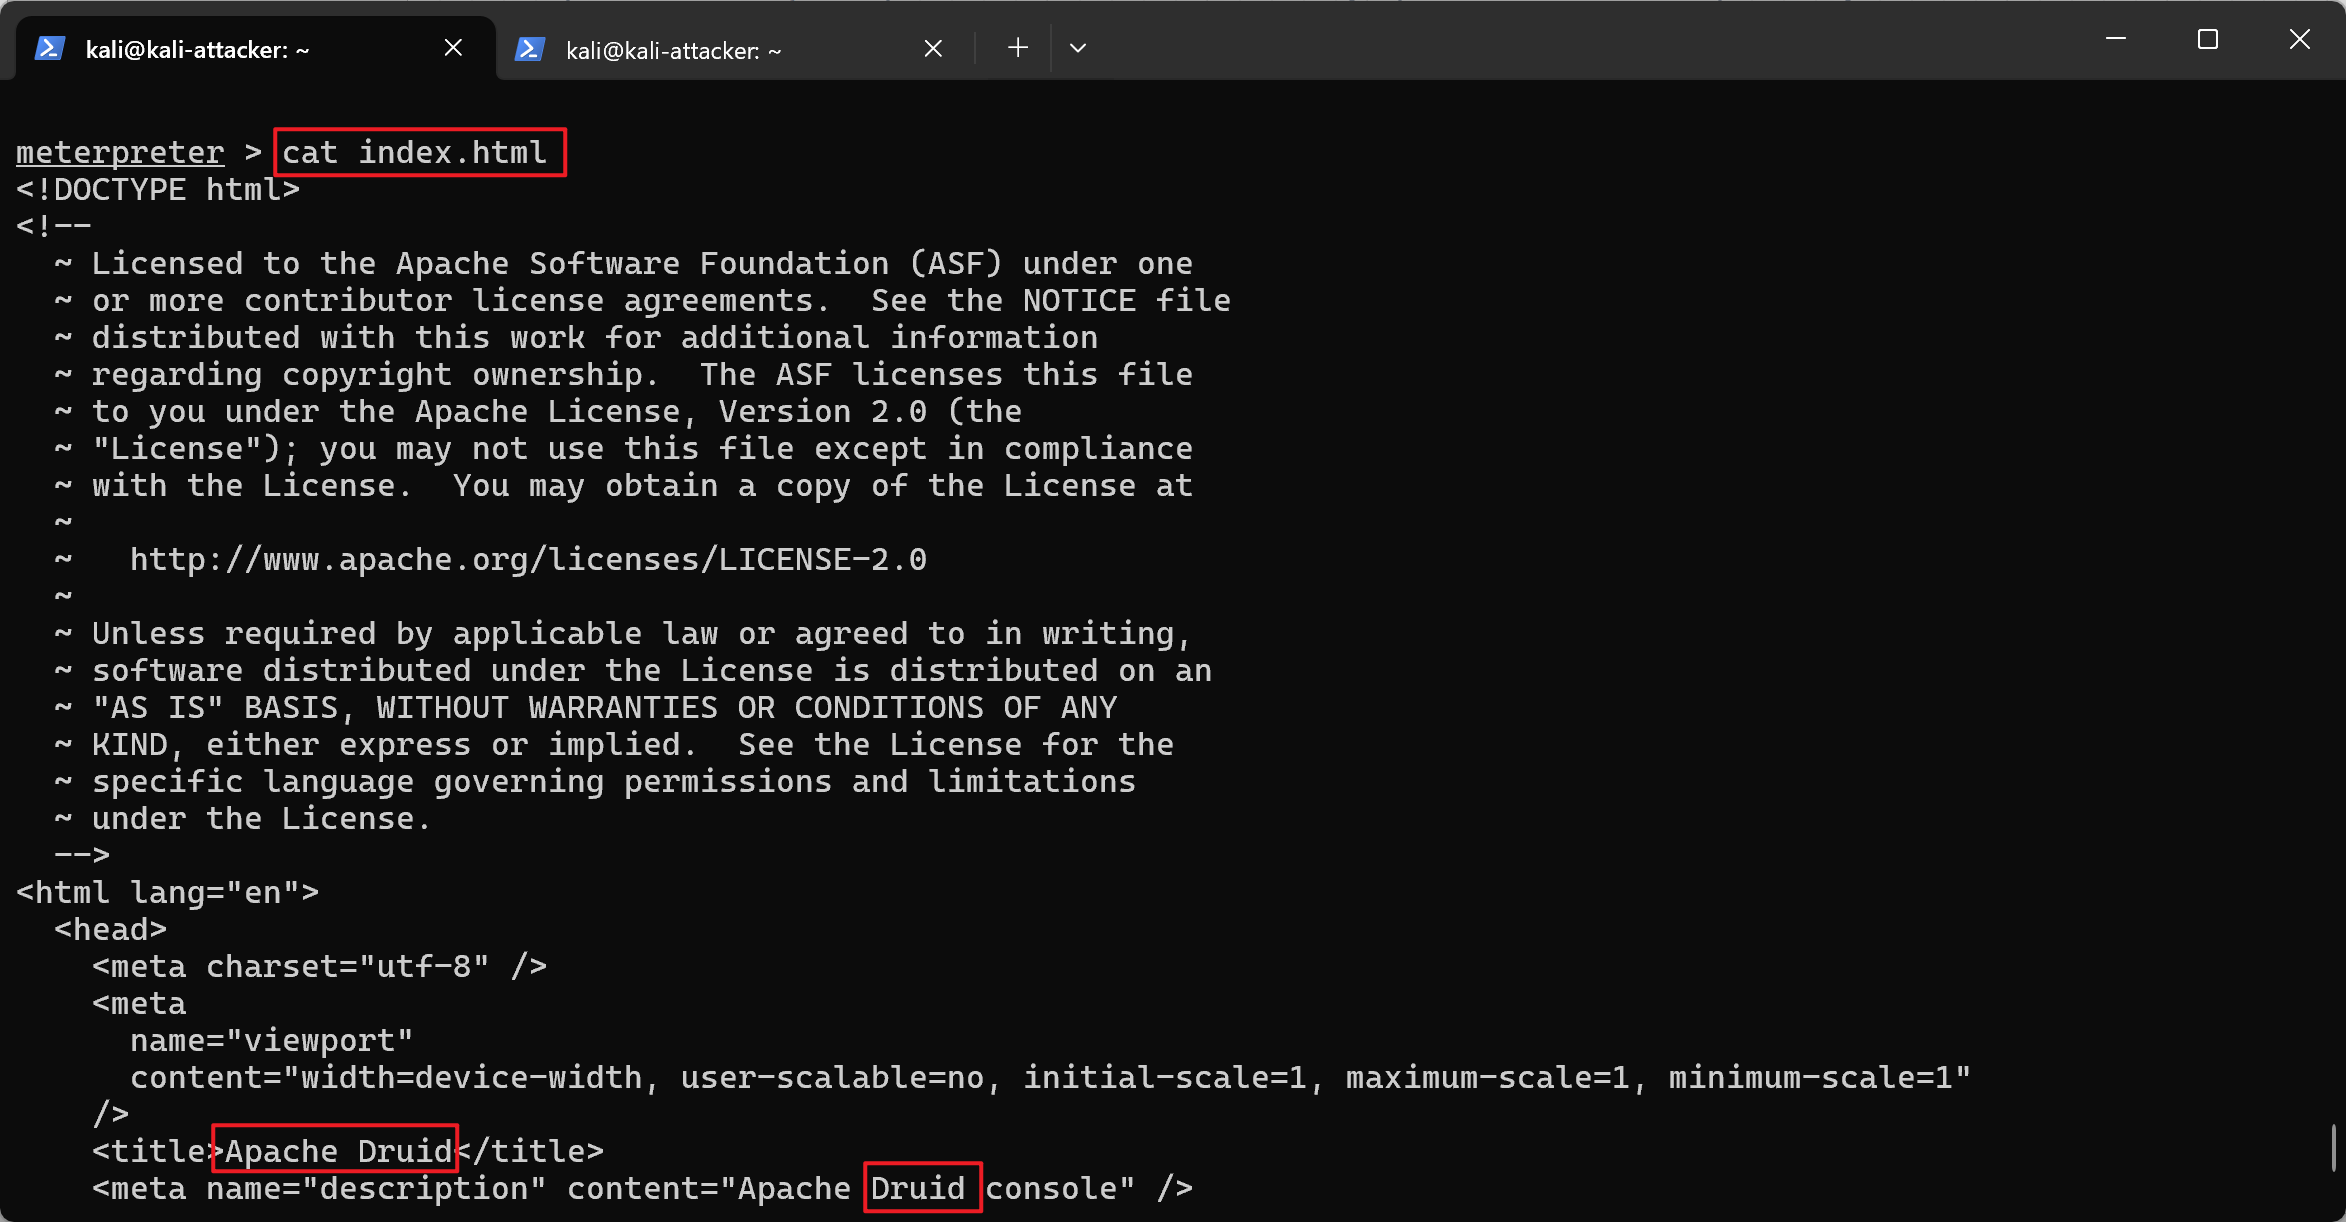 kali@kali-attacker: ~
kali@kali-attacker: ~
meterpreter > cat index.html
<!DOCTYPE html>
<!--
  ~ Licensed to the Apache Software Foundation (ASF) under one
  ~ or more contributor license agreements.  See the NOTICE file
  ~ distributed with this work for additional information
  ~ regarding copyright ownership.  The ASF licenses this file
  ~ to you under the Apache License, Version 2.0 (the
  ~ "License"); you may not use this file except in compliance
  ~ with the License.  You may obtain a copy of the License at
  ~
  ~   http://www.apache.org/licenses/LICENSE-2.0
  ~
  ~ Unless required by applicable law or agreed to in writing,
  ~ software distributed under the License is distributed on an
  ~ "AS IS" BASIS, WITHOUT WARRANTIES OR CONDITIONS OF ANY
  ~ KIND, either express or implied.  See the License for the
  ~ specific language governing permissions and limitations
  ~ under the License.
  -->
<html lang="en">
  <head>
    <meta charset="utf-8" />
    <meta
      name="viewport"
      content="width=device-width, user-scalable=no, initial-scale=1, maximum-scale=1, minimum-scale=1"
    />
    <title>Apache Druid</title>
    <meta name="description" content="Apache Druid console" />